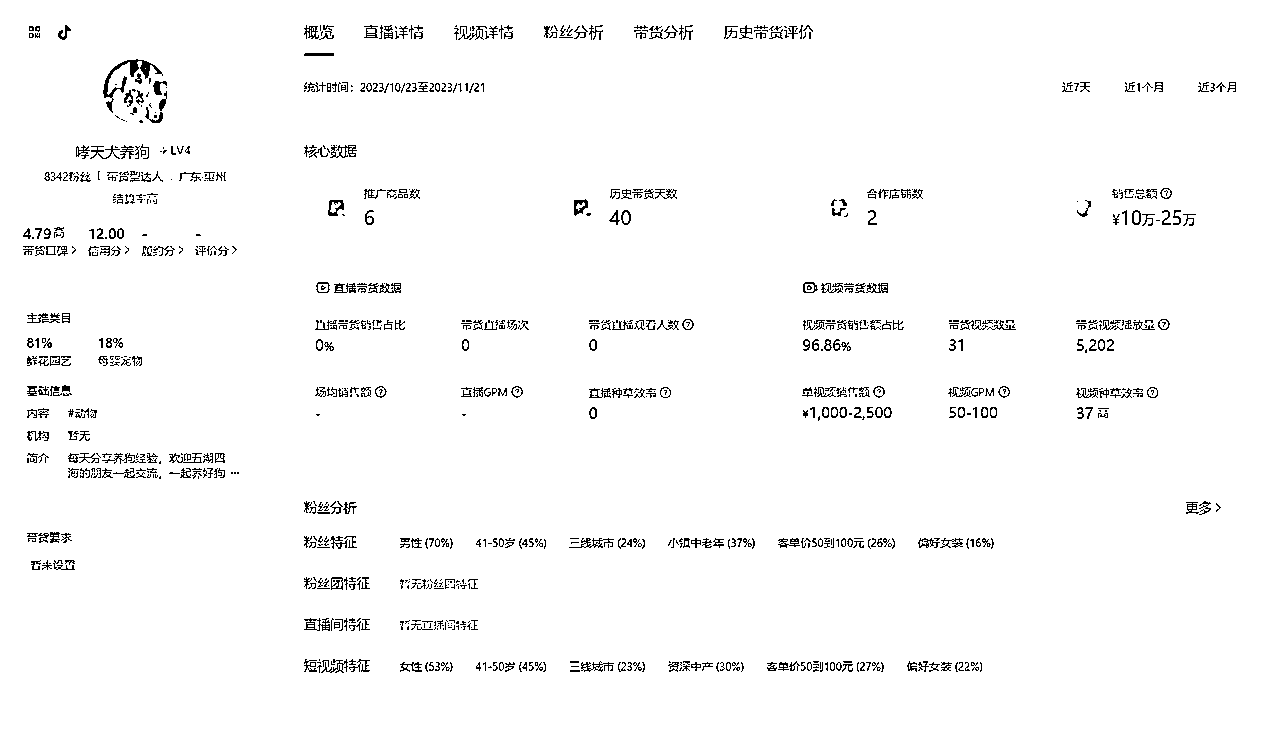 哮天犬养狗 LV4
8342粉丝 带货型达人 广东·惠州
结算率高
4.79 高 12.00 - -
带货口碑 > 信用分 > 履约分 > 评价分 >
主推类目
81% 18%
鲜花园艺 母婴宠物
基础信息
内容 #动物
机构 暂无
简介 每天分享养狗经验，欢迎五湖四
海的朋友一起交流，一起养好狗 ···
带货要求
暂未设置
概览 直播详情 视频详情 粉丝分析 带货分析 历史带货评价
统计时间：2023/10/23至2023/11/21 近7天 近1个月 近3个月
核心数据
推广商品数 历史带货天数 合作店铺数 销售总额
6 40 2 ¥10万-25万
直播带货数据 视频带货数据
直播带货销售占比 带货直播场次 带货直播观看人数 视频带货销售额占比 带货视频数量 带货视频播放量
0% 0 0 96.86% 31 5,202
场均销售额 直播GPM 直播种草效率 单视频销售额 视频GPM 视频种草效率
- - 0 ¥1,000-2,500 50-100 37 高
粉丝分析 更多 >
粉丝特征 男性 (70%) 41-50岁 (45%) 三线城市 (24%) 小镇中老年 (37%) 客单价50到100元 (26%) 偏好女装 (16%)
粉丝团特征 暂无粉丝团特征
直播间特征 暂无直播间特征
短视频特征 女性 (53%) 41-50岁 (45%) 三线城市 (23%) 资深中产 (30%) 客单价50到100元 (27%) 偏好女装 (22%)